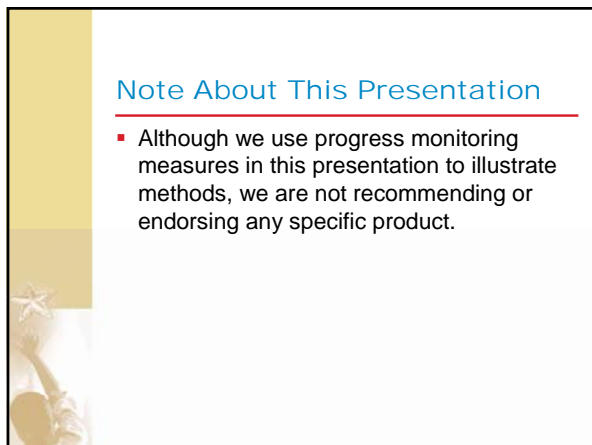 Note About This Presentation
▪ Although we use progress monitoring
measures in this presentation to illustrate
methods, we are not recommending or
endorsing any specific product.